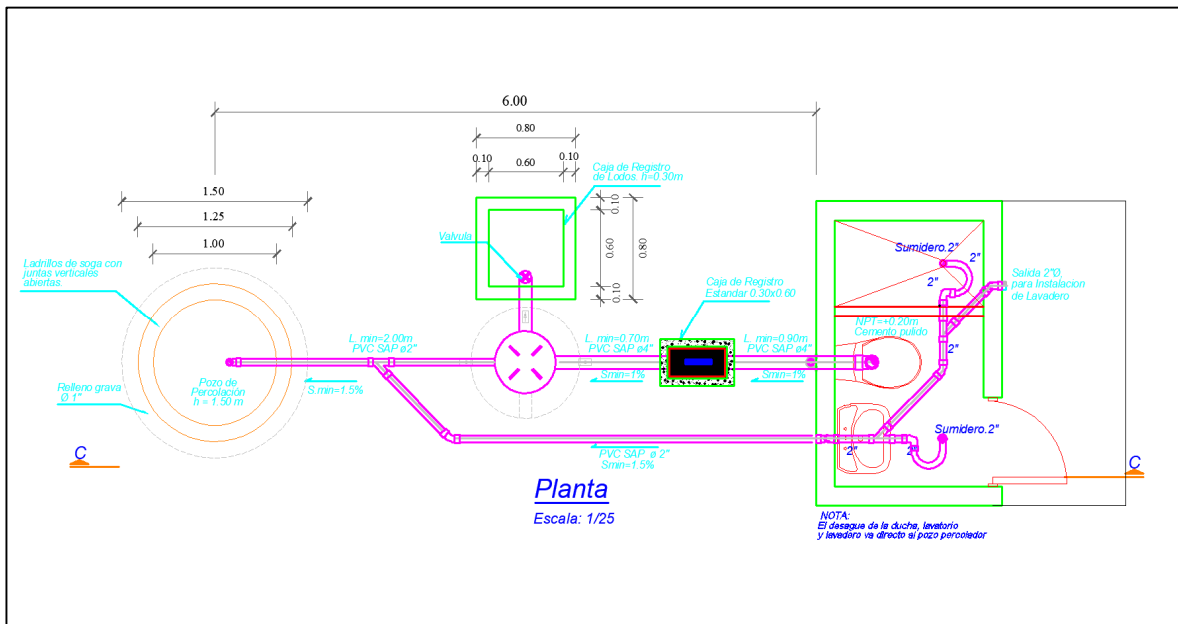 6.00
0.80
0.10
0.60
0.10
Caja de Registro
de Lodos, h=0.30m
1.50
1.25
1.00
0.10
0.60
0.80
0.10
Valvula
Ladrillos de soga con
juntas verticales
abiertas.
Sumidero.2"
2"
2"
Salida 2"Ø,
para Instalacion
de Lavadero
Caja de Registro
Estandar 0.30x0.60
NPT=+0.20m
Cemento pulido
L. min=2.00m
PVC SAP ø2"
L. min=0.70m
PVC SAP ø4"
L. min=0.90m
PVC SAP ø4"
2"
Smin=1%
Smin=1%
Pozo de
Percolación
h = 1.50 m
S.min=1.5%
Relleno grava
Ø 1"
Sumidero.2"
2"
2"
PVC SAP ø 2"
Smin=1.5%
C
C
Planta
Escala: 1/25
NOTA:
El desague de la ducha, lavatorio
y lavadero va directo al pozo percolador